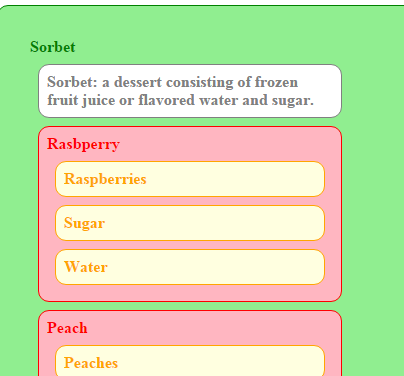 Sorbet
Sorbet: a dessert consisting of frozen
fruit juice or flavored water and sugar.
Rasbperry
Raspberries
Sugar
Water
Peach
Peaches